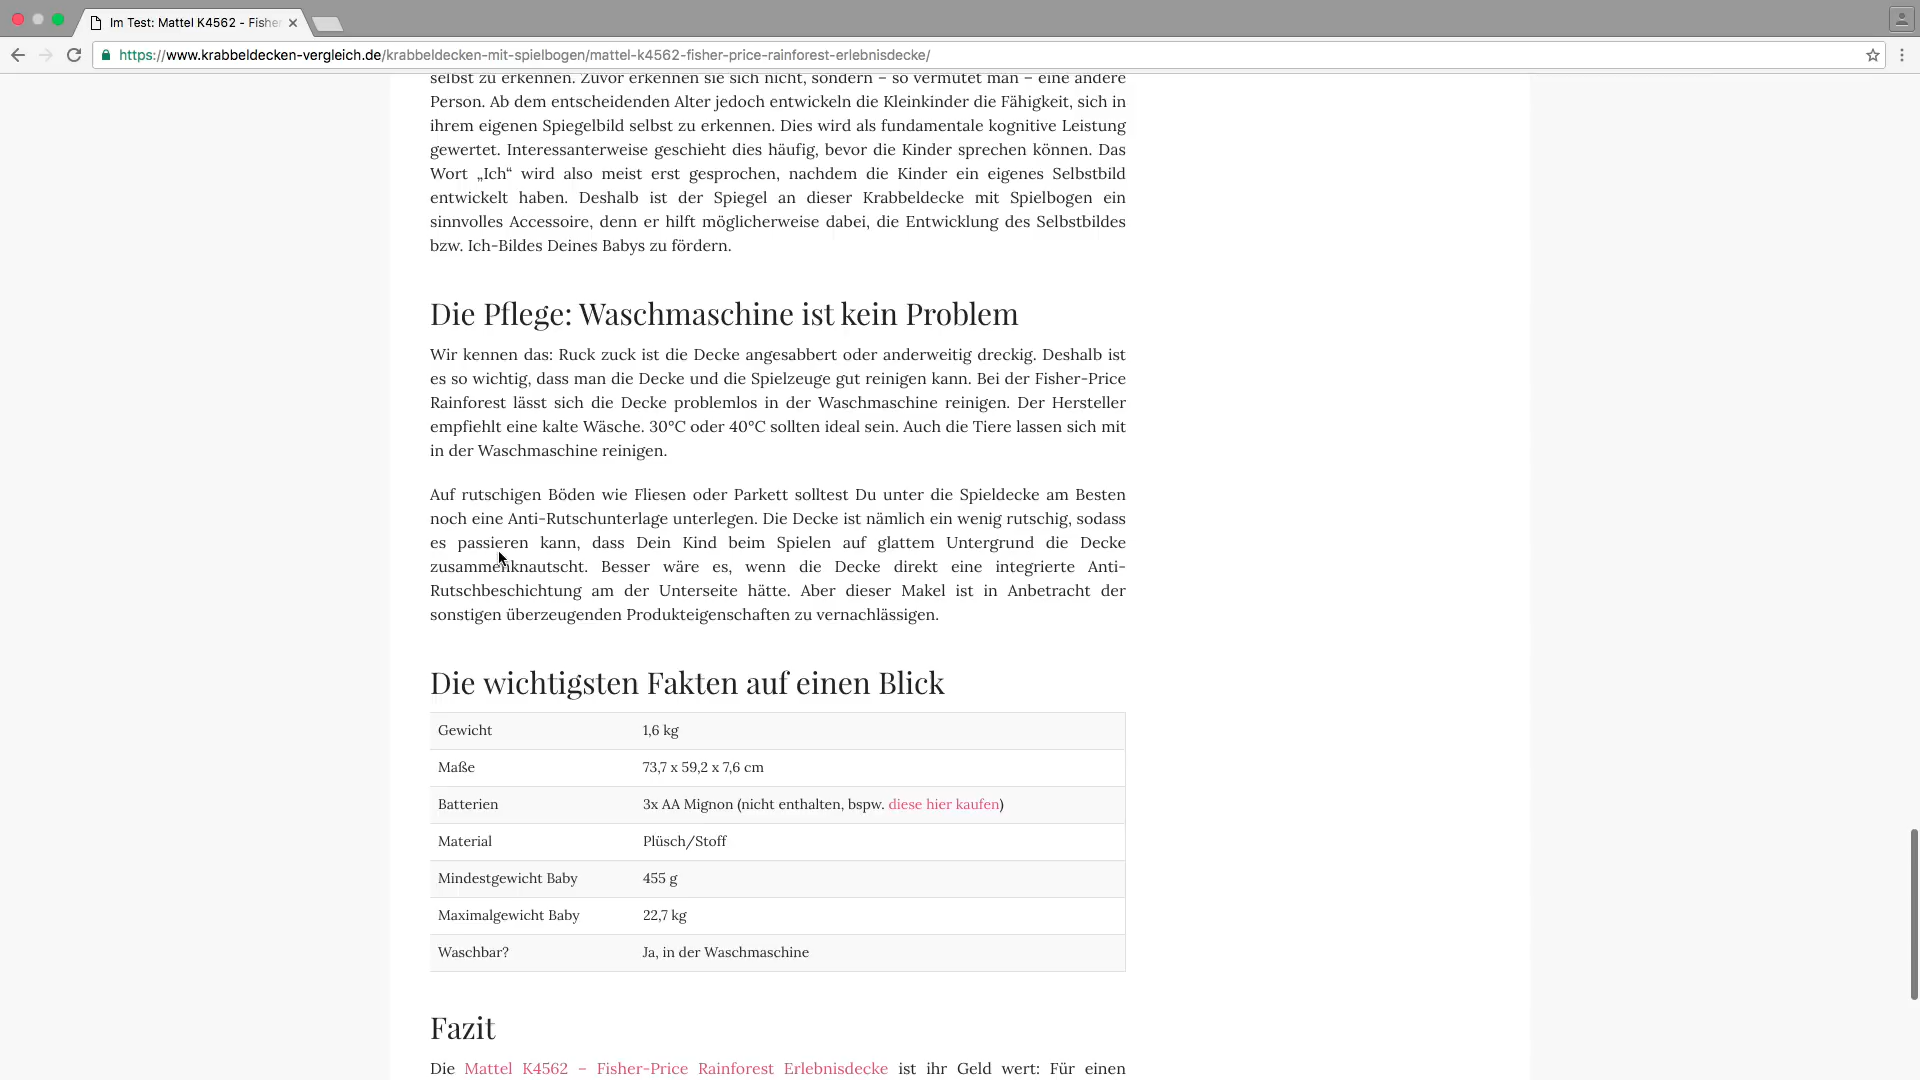 Im Test: Mattel K4562 - Fishe
https://www.krabbeldecken-vergleich.de/krabbeldecken-mit-spielbogen/mattel-k4562-fisher-price-rainforest-erlebnisdecke/
selbst zu erkennen. Zuvor erkennen sie sich nicht, sondern – so vermutet man – eine andere
Person. Ab dem entscheidenden Alter jedoch entwickeln die Kleinkinder die Fähigkeit, sich in
ihrem eigenen Spiegelbild selbst zu erkennen. Dies wird als fundamentale kognitive Leistung
gewertet. Interessanterweise geschieht dies häufig, bevor die Kinder sprechen können. Das
Wort „Ich“ wird also meist erst gesprochen, nachdem die Kinder ein eigenes Selbstbild
entwickelt haben. Deshalb ist der Spiegel an dieser Krabbeldecke mit Spielbogen ein
sinnvolles Accessoire, denn er hilft möglicherweise dabei, die Entwicklung des Selbstbildes
bzw. Ich-Bildes Deines Babys zu fördern.
Die Pflege: Waschmaschine ist kein Problem
Wir kennen das: Ruck zuck ist die Decke angesabbert oder anderweitig dreckig. Deshalb ist
es so wichtig, dass man die Decke und die Spielzeuge gut reinigen kann. Bei der Fisher-Price
Rainforest lässt sich die Decke problemlos in der Waschmaschine reinigen. Der Hersteller
empfiehlt eine kalte Wäsche. 30°C oder 40°C sollten ideal sein. Auch die Tiere lassen sich mit
in der Waschmaschine reinigen.
Auf rutschigen Böden wie Fliesen oder Parkett solltest Du unter die Spieldecke am Besten
noch eine Anti-Rutschunterlage unterlegen. Die Decke ist nämlich ein wenig rutschig, sodass
es passieren kann, dass Dein Kind beim Spielen auf glattem Untergrund die Decke
zusammenknautscht. Besser wäre es, wenn die Decke direkt eine integrierte Anti-
Rutschbeschichtung am der Unterseite hätte. Aber dieser Makel ist in Anbetracht der
sonstigen überzeugenden Produkteigenschaften zu vernachlässigen.
Die wichtigsten Fakten auf einen Blick
Gewicht 1,6 kg
Maße 73,7 x 59,2 x 7,6 cm
Batterien 3x AA Mignon (nicht enthalten, bspw. diese hier kaufen)
Material Plüsch/Stoff
Mindestgewicht Baby 455 g
Maximalgewicht Baby 22,7 kg
Waschbar? Ja, in der Waschmaschine
Fazit
Die Mattel K4562 – Fisher-Price Rainforest Erlebnisdecke ist ihr Geld wert: Für einen